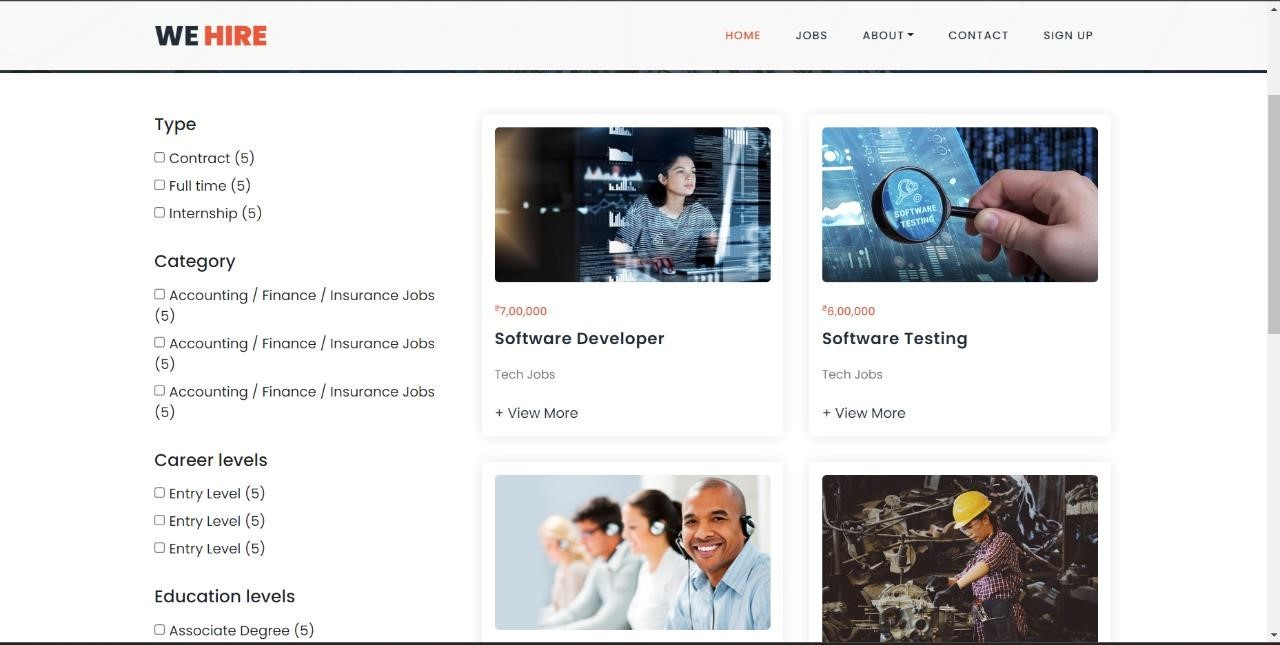 WE HIRE
HOME JOBS ABOUT CONTACT SIGN UP
Type
Contract (5)
Full time (5)
Internship (5)
Category
Accounting / Finance / Insurance Jobs
(5)
Accounting / Finance / Insurance Jobs
(5)
Accounting / Finance / Insurance Jobs
(5)
Career levels
Entry Level (5)
Entry Level (5)
Entry Level (5)
Education levels
Associate Degree (5)
₹7,00,000
Software Developer
Tech Jobs
+ View More
SOFTWARE
TESTING
₹6,00,000
Software Testing
Tech Jobs
+ View More